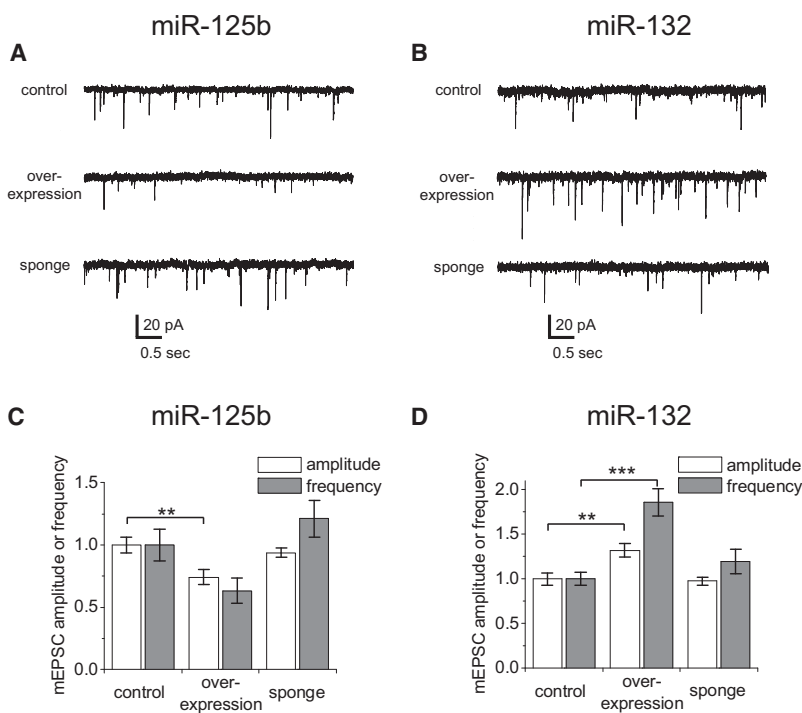 miR-125b
A
control
over-
expression
sponge
20 pA
0.5 sec
miR-132
B
control
over-
expression
sponge
20 pA
0.5 sec
C
miR-125b
mEPSC amplitude or frequency
amplitude
frequency
1.5
1.0
0.5
0.0
**
control
over-
expression
sponge
D
miR-132
mEPSC amplitude or frequency
amplitude
frequency
2.0
1.5
1.0
0.5
0.0
***
**
control
over-
expression
sponge